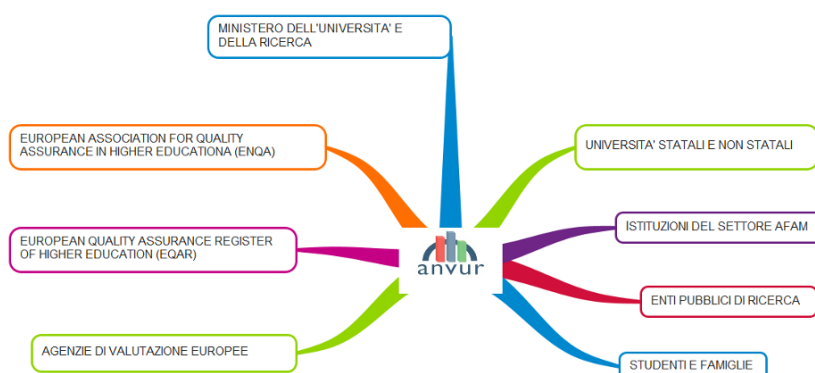 MINISTERO DELL'UNIVERSITA' E
DELLA RICERCA
EUROPEAN ASSOCIATION FOR QUALITY
ASSURANCE IN HIGHER EDUCATIONA (ENQA)
UNIVERSITA' STATALI E NON STATALI
EUROPEAN QUALITY ASSURANCE REGISTER
OF HIGHER EDUCATION (EQAR)
ISTITUZIONI DEL SETTORE AFAM
anvur
ENTI PUBBLICI DI RICERCA
AGENZIE DI VALUTAZIONE EUROPEE
STUDENTI E FAMIGLIE